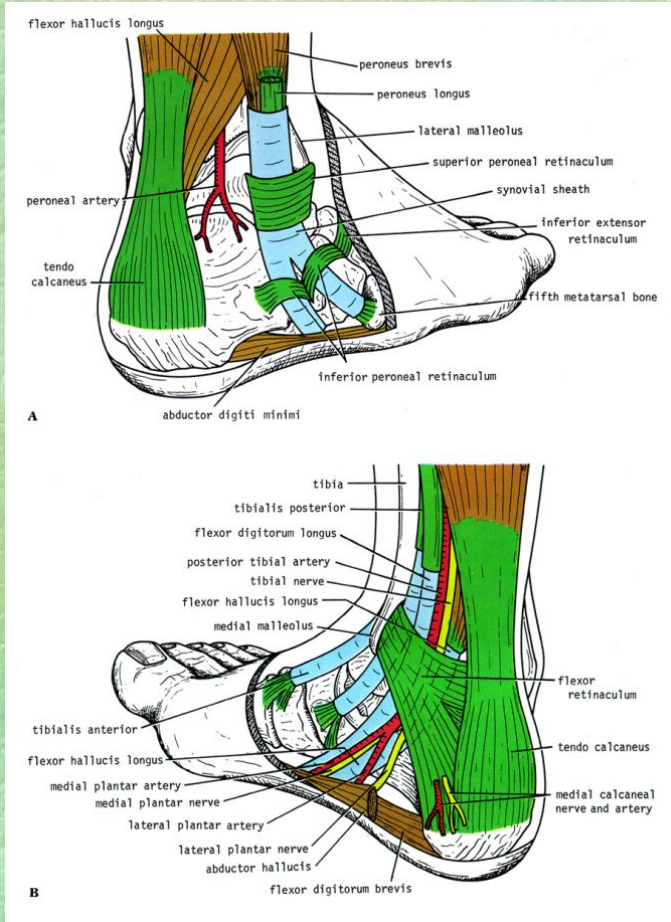 flexor hallucis longus
peroneus brevis
peroneus longus
lateral malleolus
superior peroneal retinaculum
peroneal artery
synovial sheath
inferior extensor
retinaculum
tendo
calcaneus
fifth metatarsal bone
inferior peroneal retinaculum
abductor digiti minimi
A
tibia
tibialis posterior
flexor digitorum longus
posterior tibial artery
tibial nerve
flexor hallucis longus
medial malleolus
flexor
retinaculum
tibialis anterior
tendo calcaneus
flexor hallucis longus
medial plantar artery
medial plantar nerve
medial calcaneal
nerve and artery
lateral plantar artery
lateral plantar nerve
abductor hallucis
flexor digitorum brevis
B